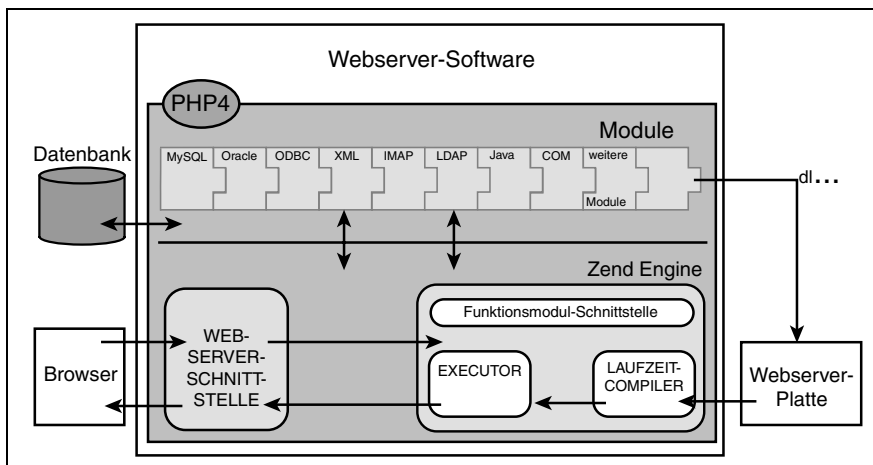 Webserver-Software
PHP4
Module
Datenbank
MySQL
Oracle
ODBC
XML
IMAP
LDAP
Java
COM
weitere
Module
dl...
Zend Engine
Funktionsmodul-Schnittstelle
Browser
WEB-
SERVER-
SCHNITT-
STELLE
EXECUTOR
LAUFZEIT-
COMPILER
Webserver-
Platte